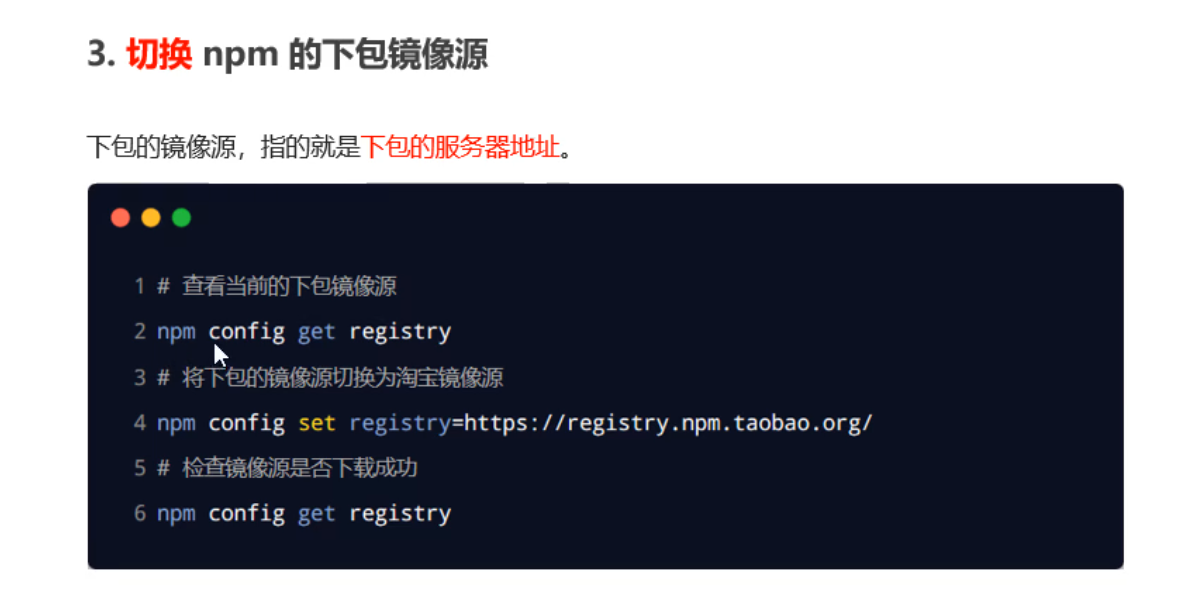 3. 切换 npm 的下包镜像源
下包的镜像源，指的就是下包的服务器地址。
1 # 查看当前的下包镜像源
2 npm config get registry
3 # 将下包的镜像源切换为淘宝镜像源
4 npm config set registry=https://registry.npm.taobao.org/
5 # 检查镜像源是否下载成功
6 npm config get registry